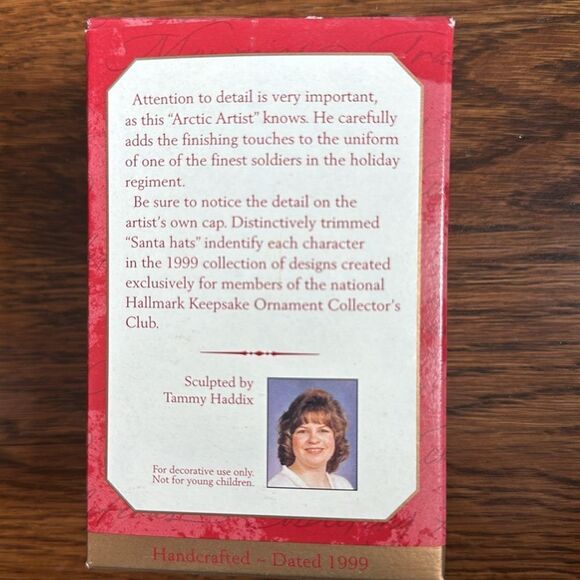 Attention to detail is very important,
as this "Arctic Artist" knows. He carefully
adds the finishing touches to the uniform
of one of the finest soldiers in the holiday
regiment.
Be sure to notice the detail on the
artist's own cap. Distinctively trimmed
"Santa hats" indentify each character
in the 1999 collection of designs created
exclusively for members of the national
Hallmark Keepsake Ornament Collector's
Club.
Sculpted by
Tammy Haddix
For decorative use only.
Not for young children.
Handcrafted ~ Dated 1999